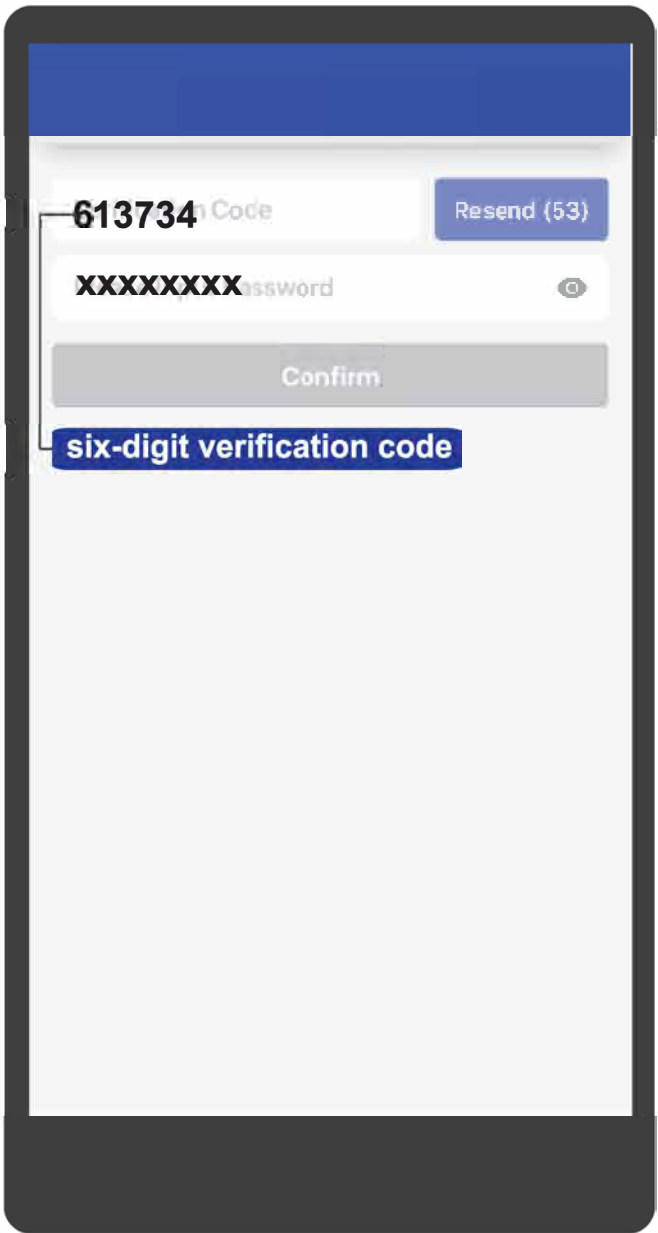 613734 Code
Resend (53)
xxxxxxxx assword
Confirm
six-digit verification code